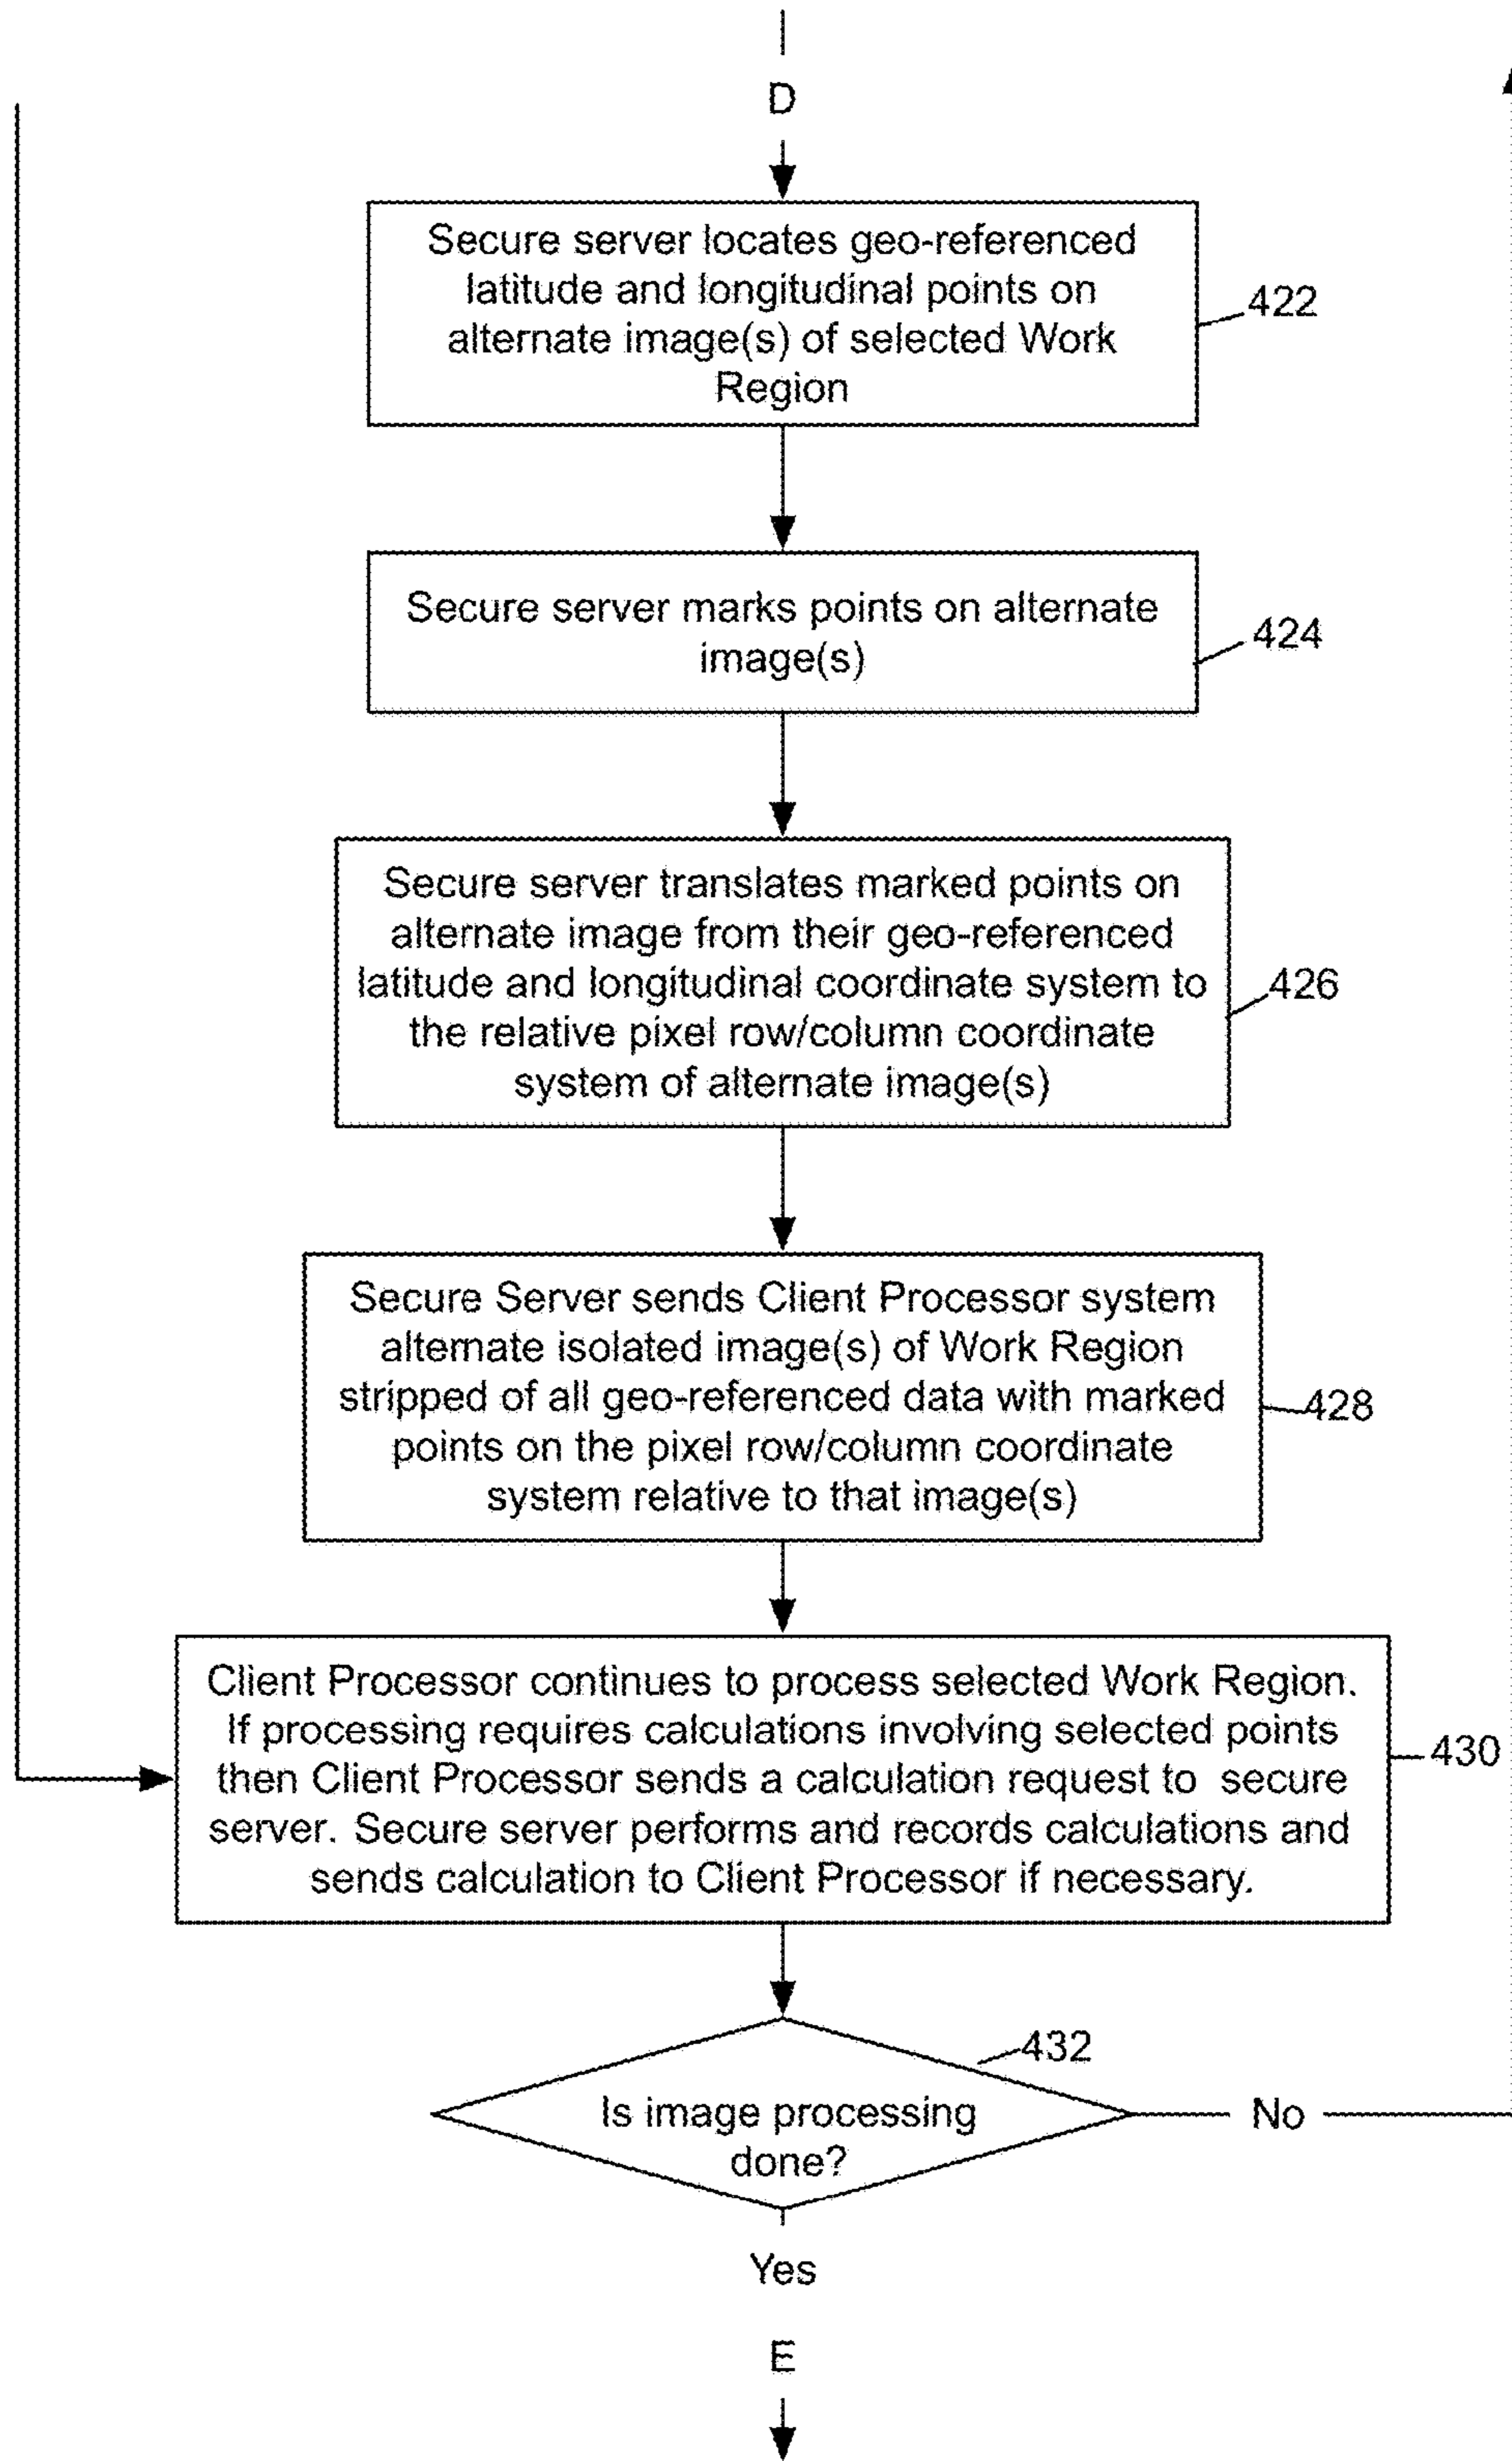 D
Secure server locates geo-referenced
latitude and longitudinal points on
alternate image(s) of selected Work
Region
422
Secure server marks points on alternate
image(s)
424
Secure server translates marked points on
alternate image from their geo-referenced
latitude and longitudinal coordinate system to
the relative pixel row/column coordinate
system of alternate image(s)
426
Secure Server sends Client Processor system
alternate isolated image(s) of Work Region
stripped of all geo-referenced data with marked
points on the pixel row/column coordinate
system relative to that image(s)
428
Client Processor continues to process selected Work Region.
If processing requires calculations involving selected points
then Client Processor sends a calculation request to secure
server. Secure server performs and records calculations and
sends calculation to Client Processor if necessary.
430
432
Is image processing
done?
No
Yes
E